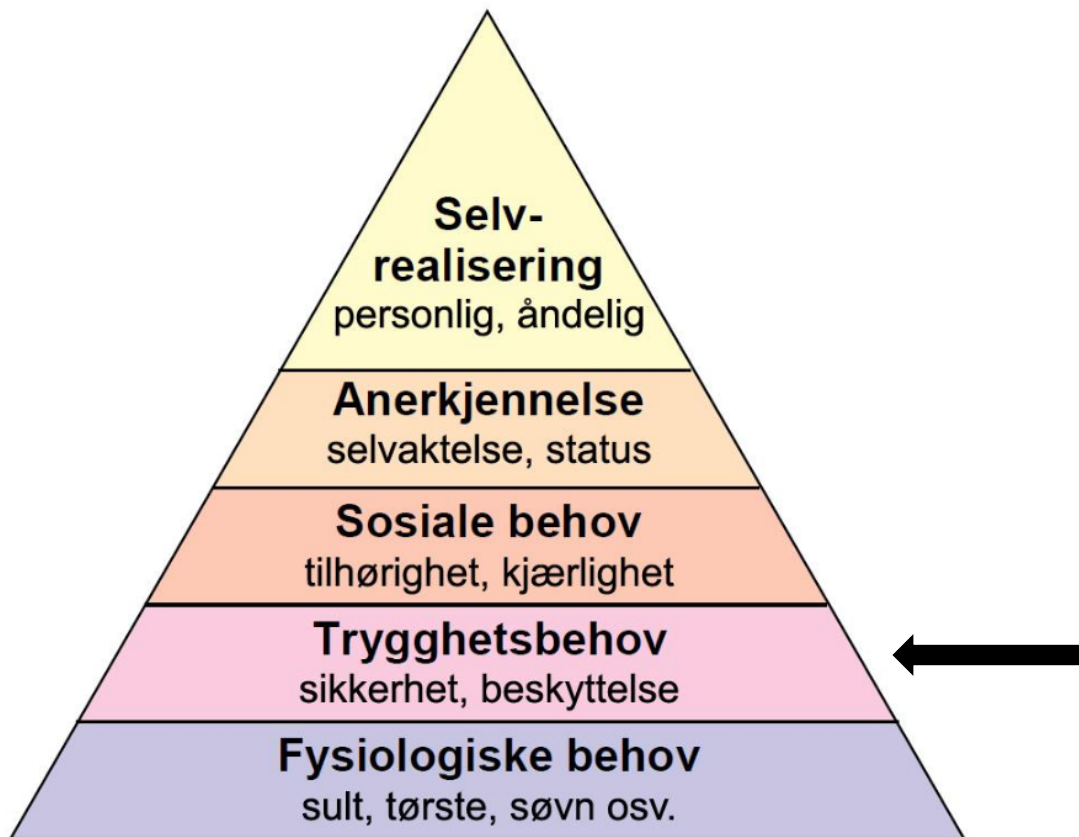 Selv-
realisering
personlig, åndelig
Anerkjennelse
selvaktelse, status
Sosiale behov
tilhørighet, kjærlighet
Trygghetsbehov
sikkerhet, beskyttelse
Fysiologiske behov
sult, tørste, søvn osv.